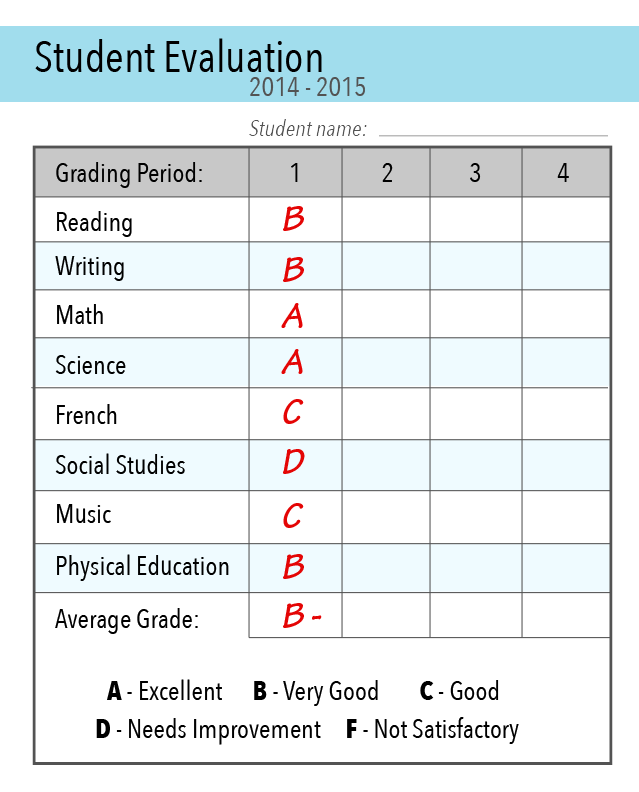 Student Evaluation
2014 - 2015
Student name:
Grading Period: 1 2 3 4
Reading B
Writing B
Math A
Science A
French C
Social Studies D
Music C
Physical Education B
Average Grade: B -
A - Excellent B - Very Good C - Good
D - Needs Improvement F - Not Satisfactory